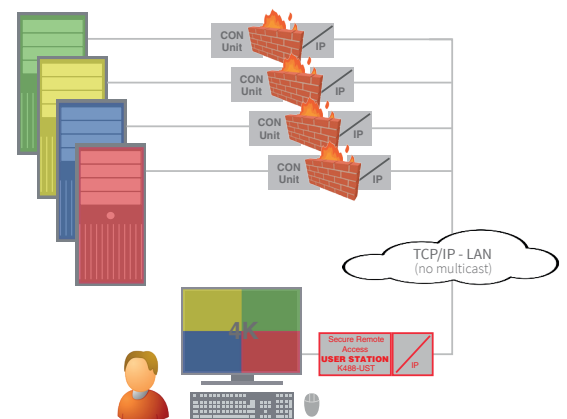 CON
Unit
IP
CON
Unit
IP
CON
Unit
IP
CON
Unit
IP
TCP/IP - LAN
(no multicast)
4K
Secure Remote
Access
USER STATION
K488-UST
IP